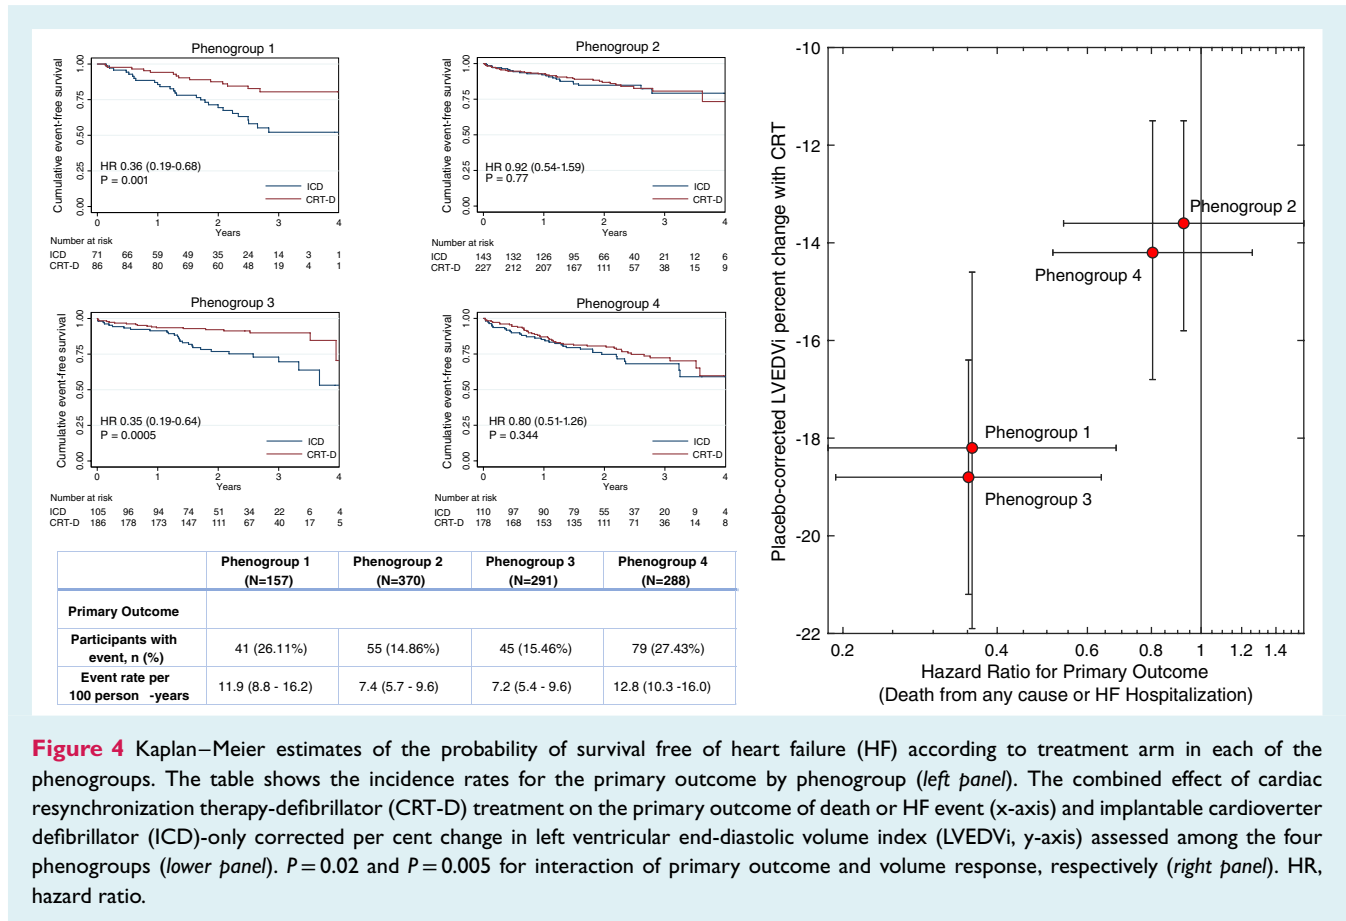 Phenogroup 1
Cumulative event-free survival
1.00
0.75
0.50
0.25
0.00
HR 0.36 (0.19-0.68)
P = 0.001
ICD
CRT-D
0 1 2 3 4
Years
Number at risk
ICD 71 66 59 49 35 24 14 3 1
CRT-D 86 84 80 69 60 48 19 4 1
Phenogroup 2
Cumulative event-free survival
1.00
0.75
0.50
0.25
0.00
HR 0.92 (0.54-1.59)
P = 0.77
ICD
CRT-D
0 1 2 3 4
Years
ICD 143 132 126 95 66 40 21 12 6
CRT-D 227 212 207 167 111 57 38 15 9
Phenogroup 3
Cumulative event-free survival
1.00
0.75
0.50
0.25
0.00
HR 0.35 (0.19-0.64)
P = 0.0005
ICD
CRT-D
0 1 2 3 4
Years
Number at risk
ICD 105 96 94 74 51 34 22 6 4
CRT-D 186 178 173 147 111 67 40 17 5
Phenogroup 4
Cumulative event-free survival
1.00
0.75
0.50
0.25
0.00
HR 0.80 (0.51-1.26)
P = 0.344
ICD
CRT-D
0 1 2 3 4
Years
Number at risk
ICD 110 97 90 79 55 37 20 9 4
CRT-D 178 168 153 135 111 71 36 14 8
Phenogroup 1 Phenogroup 2 Phenogroup 3 Phenogroup 4
(N=157) (N=370) (N=291) (N=288)
Primary Outcome
Participants with
event, n (%) 41 (26.11%) 55 (14.86%) 45 (15.46%) 79 (27.43%)
Event rate per
100 person -years 11.9 (8.8 - 16.2) 7.4 (5.7 - 9.6) 7.2 (5.4 - 9.6) 12.8 (10.3 -16.0)
Placebo-corrected LVEDVi percent change with CRT
-10
-12
-14
-16
-18
-20
-22
Phenogroup 2
Phenogroup 4
Phenogroup 1
Phenogroup 3
0.2 0.4 0.6 0.8 1 1.2 1.4
Hazard Ratio for Primary Outcome
(Death from any cause or HF Hospitalization)
Figure 4 Kaplan–Meier estimates of the probability of survival free of heart failure (HF) according to treatment arm in each of the
phenogroups. The table shows the incidence rates for the primary outcome by phenogroup (left panel). The combined effect of cardiac
resynchronization therapy-defibrillator (CRT-D) treatment on the primary outcome of death or HF event (x-axis) and implantable cardioverter
defibrillator (ICD)-only corrected per cent change in left ventricular end-diastolic volume index (LVEDVi, y-axis) assessed among the four
phenogroups (lower panel). P = 0.02 and P = 0.005 for interaction of primary outcome and volume response, respectively (right panel). HR,
hazard ratio.